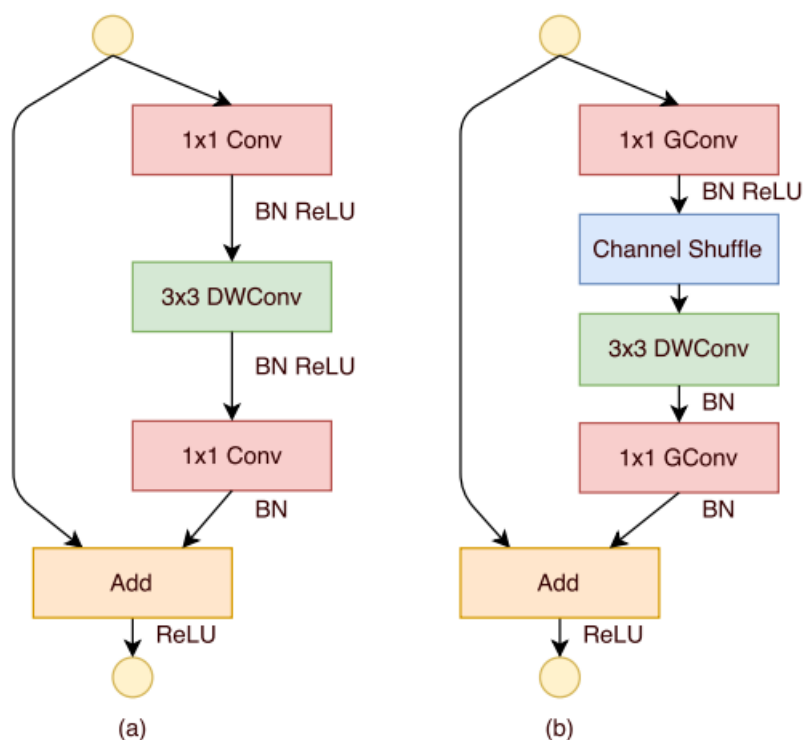 1x1 Conv
BN ReLU
3x3 DWConv
BN ReLU
1x1 Conv
BN
Add
ReLU
(a)
1x1 GConv
BN ReLU
Channel Shuffle
3x3 DWConv
BN
1x1 GConv
BN
Add
ReLU
(b)